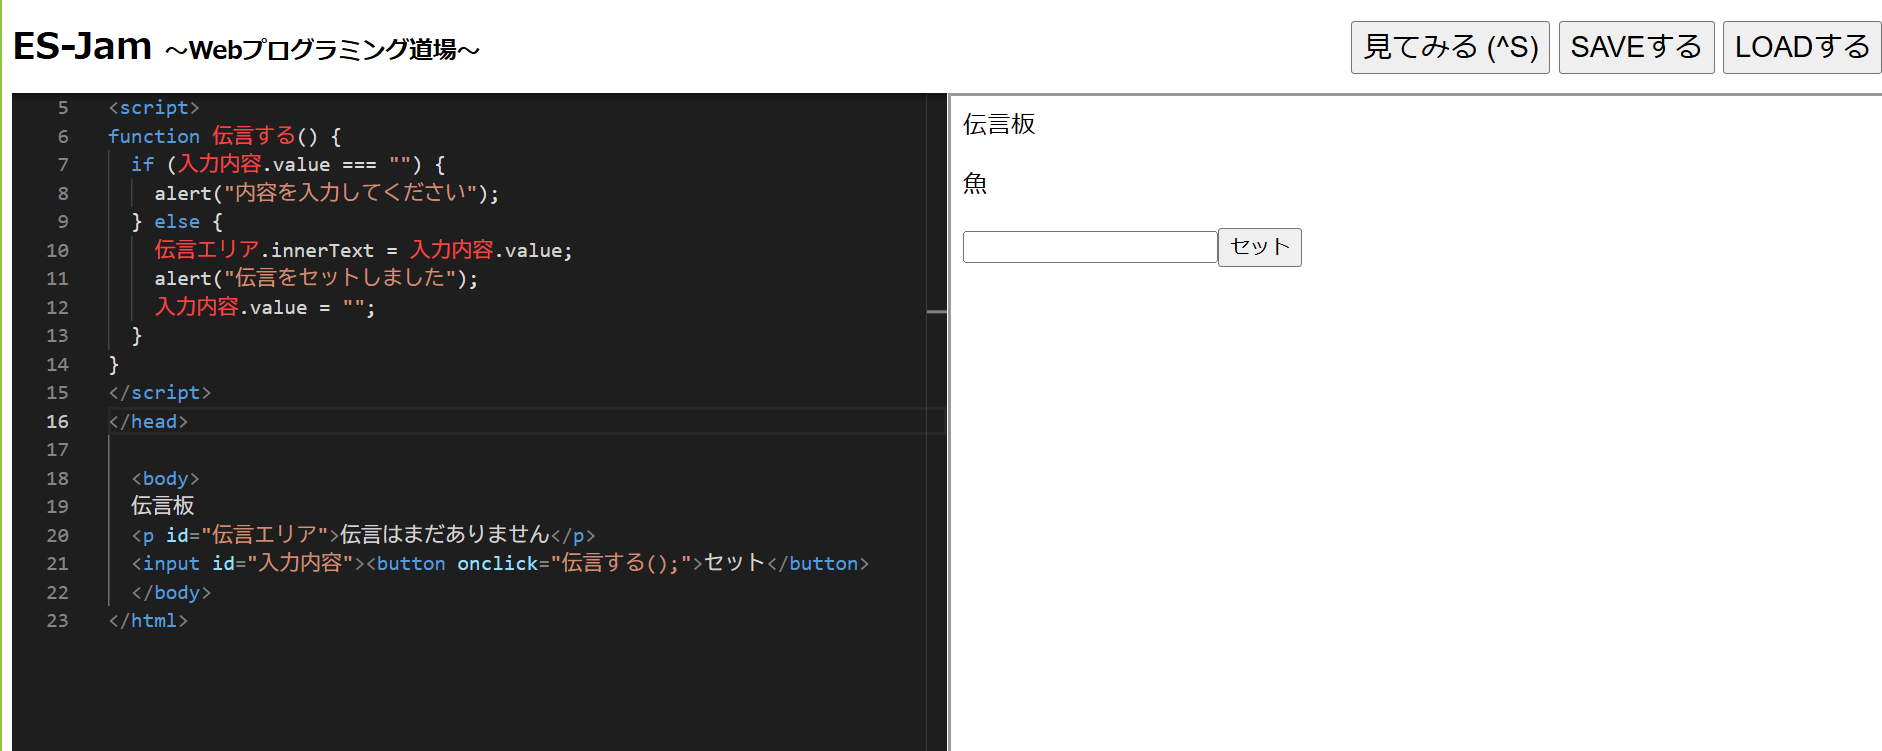 ES-Jam ～Webプログラミング道場～
見てみる (^S) SAVEする LOADする
5 <script>
6 function 伝言する() {
7 if (入力内容.value === "") {
8 alert("内容を入力してください");
9 } else {
10 伝言エリア.innerText = 入力内容.value;
11 alert("伝言をセットしました");
12 入力内容.value = "";
13 }
14 }
15 </script>
16 </head>
17
18 <body>
19 伝言板
20 <p id="伝言エリア">伝言はまだありません</p>
21 <input id="入力内容"><button onclick="伝言する();">セット</button>
22 </body>
23 </html>
伝言板
魚
セット